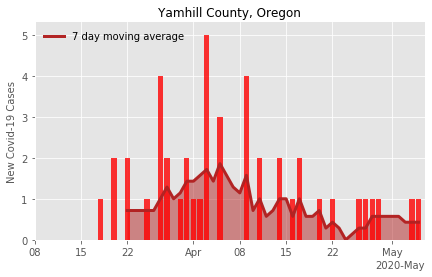 Yamhill County, Oregon
7 day moving average
New Covid-19 Cases
5
4
3
2
1
0
08 15 22 Apr 08 15 22 May
2020-May